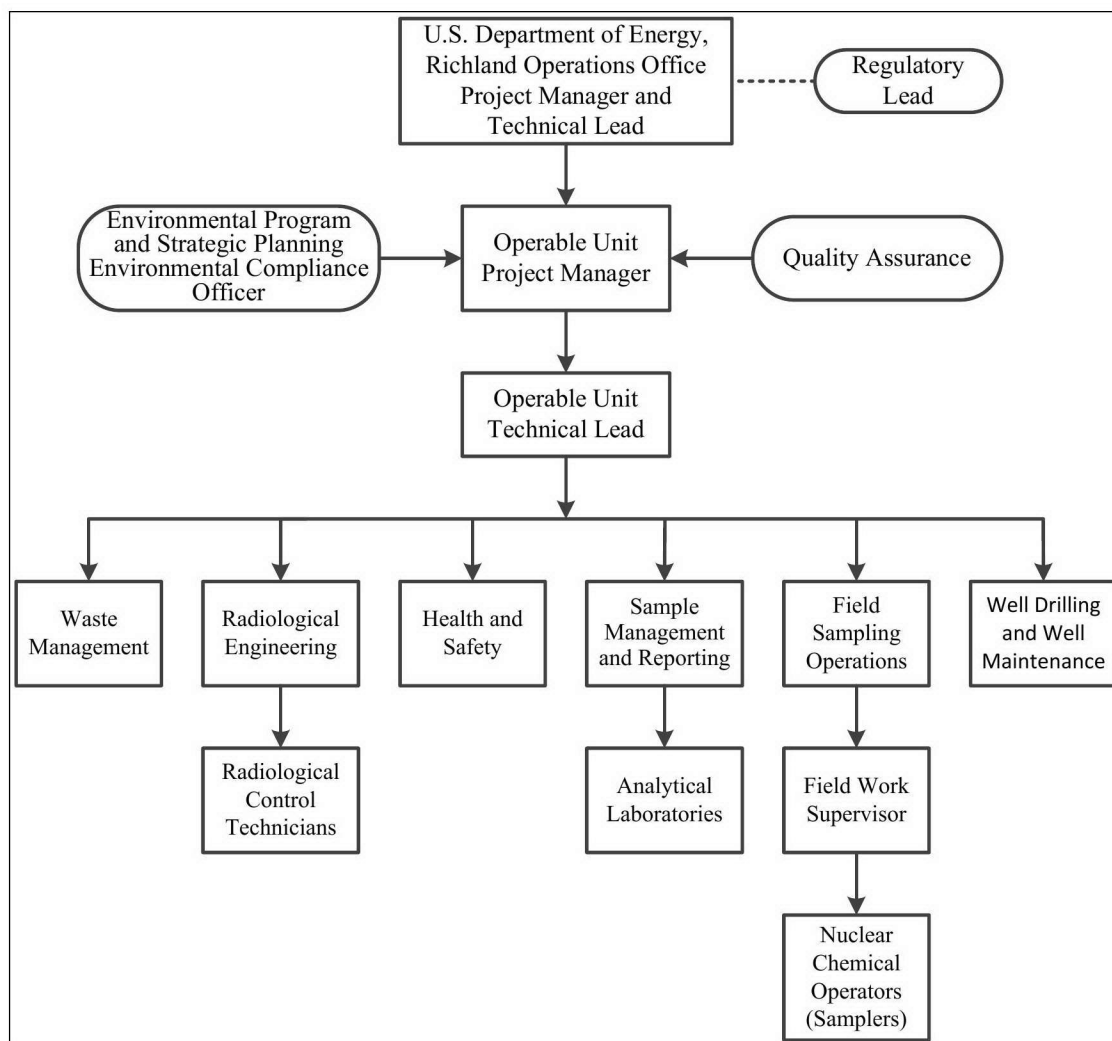 U.S. Department of Energy,
Richland Operations Office
Project Manager and
Technical Lead
Regulatory
Lead
Environmental Program
and Strategic Planning
Environmental Compliance
Officer
Operable Unit
Project Manager
Quality Assurance
Operable Unit
Technical Lead
Waste
Management
Radiological
Engineering
Health and
Safety
Sample
Management
and Reporting
Field
Sampling
Operations
Well Drilling
and Well
Maintenance
Radiological
Control
Technicians
Analytical
Laboratories
Field Work
Supervisor
Nuclear
Chemical
Operators
(Samplers)